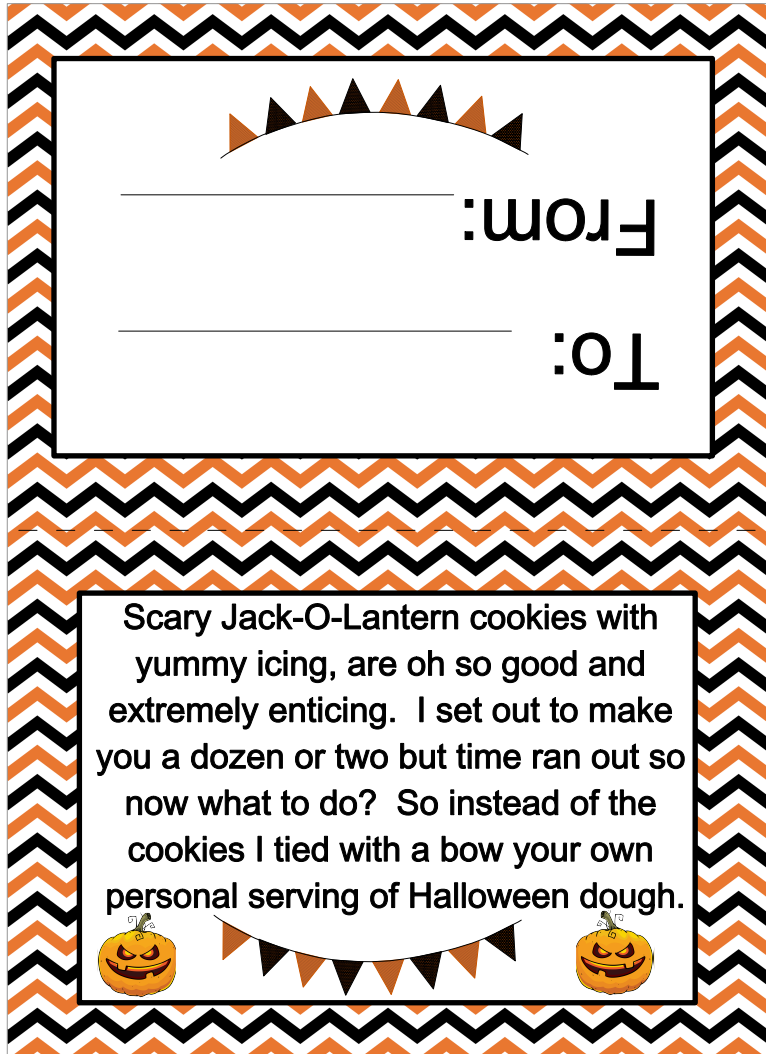 From:
To:
Scary Jack-O-Lantern cookies with
yummy icing, are oh so good and
extremely enticing.  I set out to make
you a dozen or two but time ran out so
now what to do?  So instead of the
cookies I tied with a bow your own
personal serving of Halloween dough.